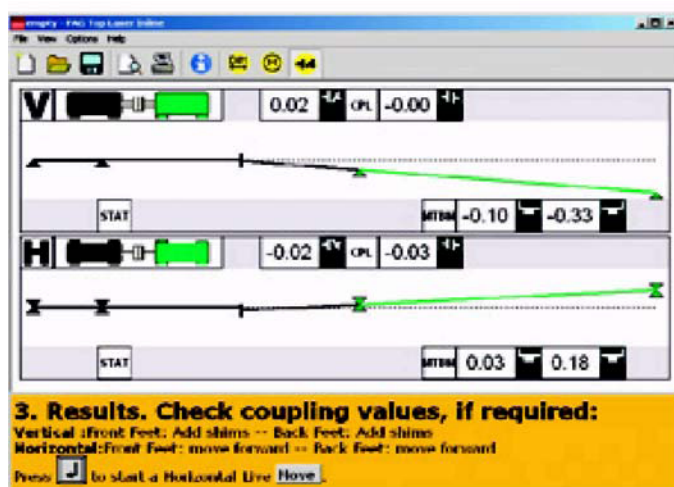 empty - FAG Top Laser Inline
File View Options Help
V 0.02 CPL -0.00
STAT MTBM -0.10 -0.33
H -0.02 CPL -0.03
STAT MTBM 0.03 0.18
3. Results. Check coupling values, if required:
Vertical :Front Feet: Add shims -- Back Feet: Add shims
Horizontal:Front Feet: move forward -- Back Feet: move forward
Press to start a Horizontal Live Move .